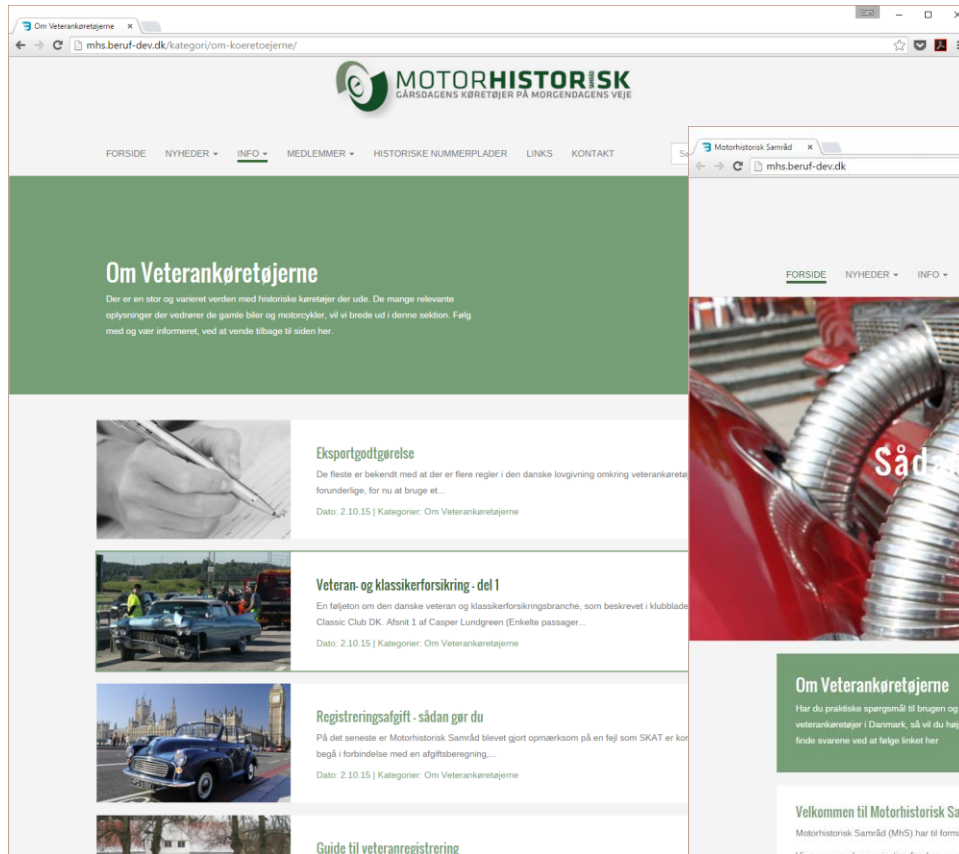 Om Veterankøretøjerne
mhs.beruf-dev.dk/kategori/om-koeretoejerne/
MOTORHISTORISK
SAMRÅD
GÅRSDAGENS KØRETØJER PÅ MORGENDAGENS VEJE
FORSIDE NYHEDER INFO MEDLEMMER HISTORISKE NUMMERPLADER LINKS KONTAKT
Om Veterankøretøjerne
Der er en stor og varieret verden med historiske køretøjer der ude. De mange relevante
oplysninger der vedrører de gamle biler og motorcykler, vil vi brede ud i denne sektion. Følg
med og vær informeret, ved at vende tilbage til siden her.
Eksportgodtgørelse
De fleste er bekendt med at der er flere regler i den danske lovgivning omkring veterankøretø
forunderlige, for nu at bruge et...
Dato: 2.10.15 | Kategorier: Om Veterankøretøjerne
Veteran- og klassikerforsikring - del 1
En føljeton om den danske veteran og klassikerforsikringsbranche, som beskrevet i klubblade
Classic Club DK. Afsnit 1 af Casper Lundgreen (Enkelte passager...
Dato: 2.10.15 | Kategorier: Om Veterankøretøjerne
Registreringsafgift - sådan gør du
På det seneste er Motorhistorisk Samråd blevet gjort opmærksom på en fejl som SKAT er kor
begå i forbindelse med en afgiftsberegning,...
Dato: 2.10.15 | Kategorier: Om Veterankøretøjerne
Guide til veteranregistrering
Motorhistorisk Samråd
mhs.beruf-dev.dk
FORSIDE NYHEDER INFO
Sådan
Om Veterankøretøjerne
Har du praktiske spørgsmål til brugen og
veterankøretøjer i Danmark, så vil du høj
finde svarene ved at følge linket her
Velkommen til Motorhistorisk Sa
Motorhistorisk Samråd (MhS) har til formå